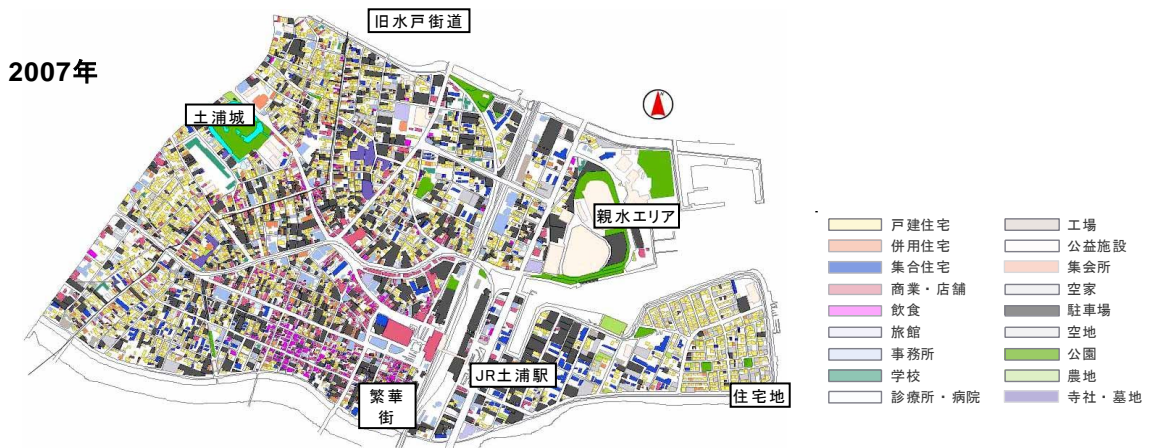 旧水戸街道
2007年
土浦城
親水エリア
JR土浦駅
繁華
街
住宅地
戸建住宅
併用住宅
集合住宅
商業・店舗
飲食
旅館
事務所
学校
診療所・病院
工場
公益施設
集会所
空家
駐車場
空地
公園
農地
寺社・墓地